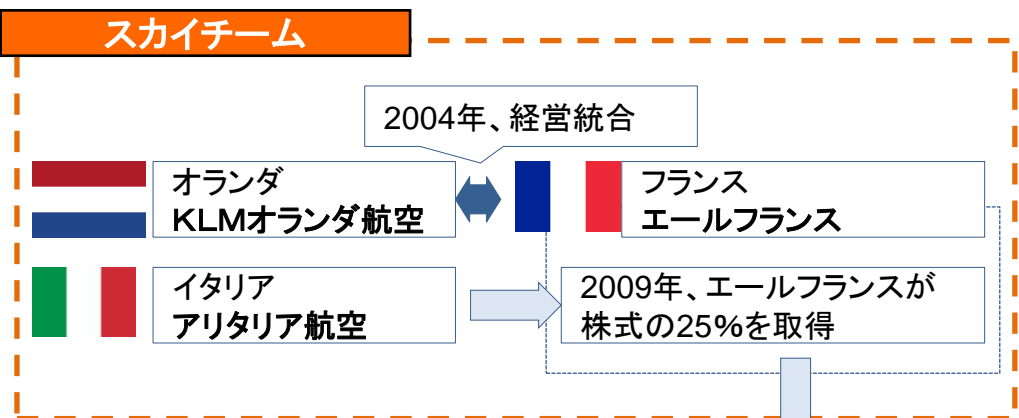 スカイチーム
2004年、経営統合
オランダ
KLMオランダ航空
フランス
エールフランス
イタリア
アリタリア航空
2009年、エールフランスが
株式の25%を取得